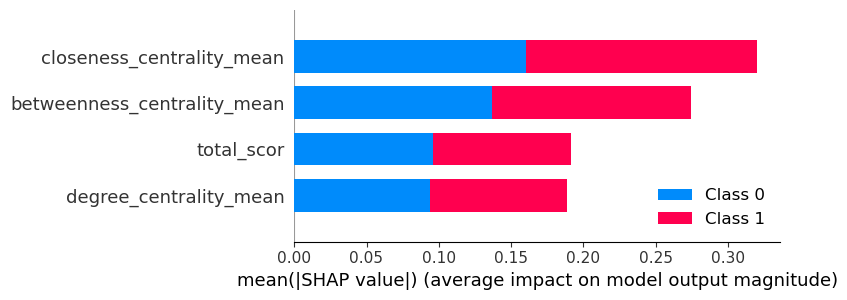 closeness_centrality_mean
betweenness_centrality_mean
total_scor
degree_centrality_mean
Class 0
Class 1
0.00 0.05 0.10 0.15 0.20 0.25 0.30
mean(|SHAP value|) (average impact on model output magnitude)